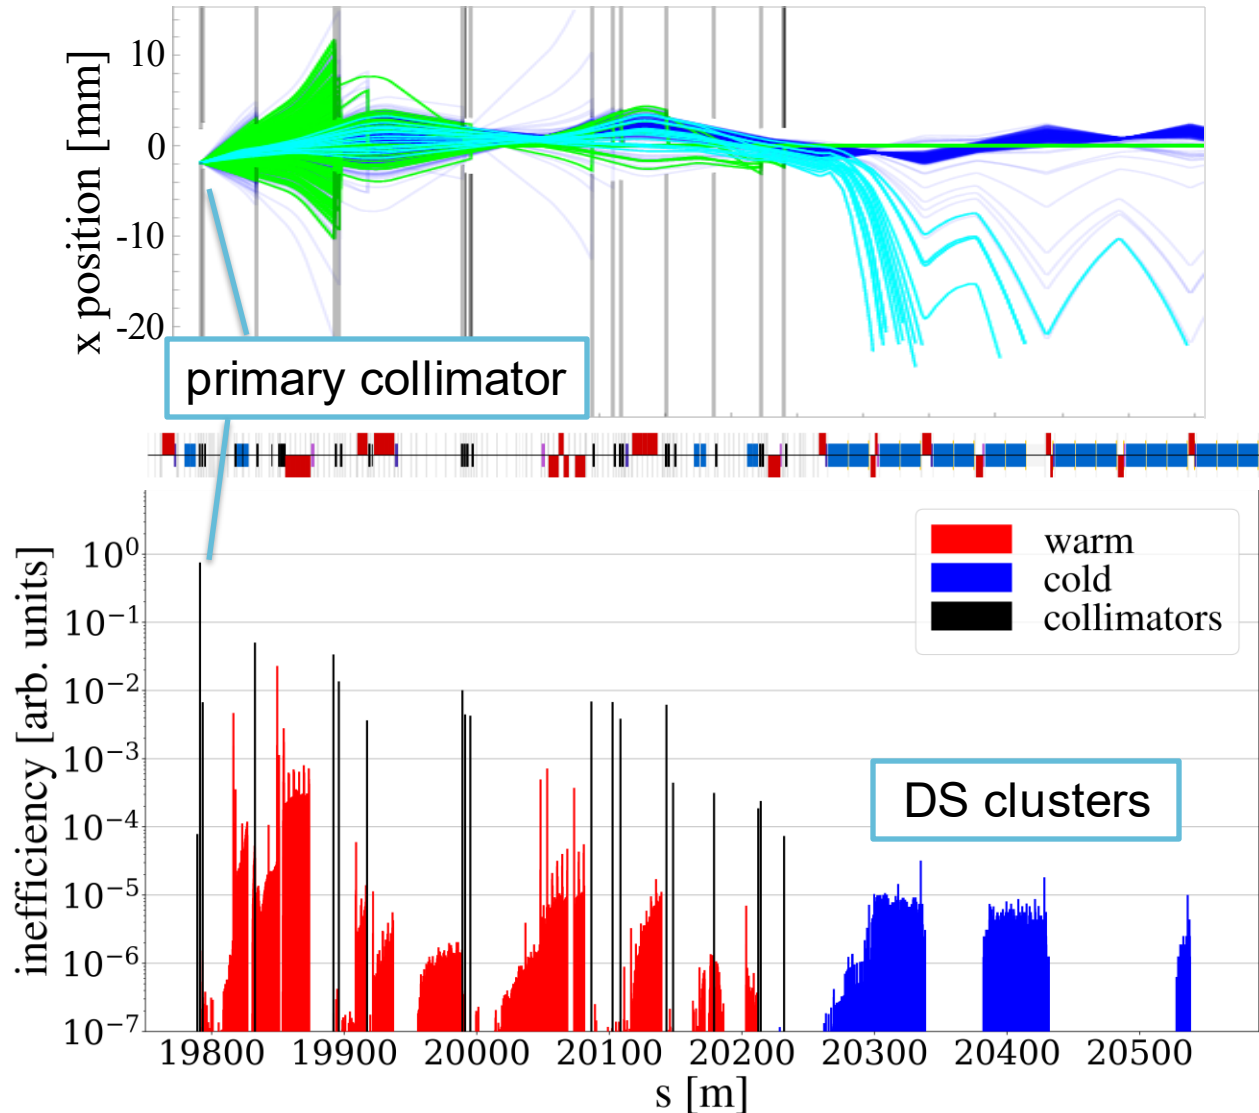 10
0
-10
-20
x position [mm]
primary collimator
10⁰
10⁻¹
10⁻²
10⁻³
10⁻⁴
10⁻⁵
10⁻⁶
10⁻⁷
inefficiency [arb. units]
warm
cold
collimators
DS clusters
19800 19900 20000 20100 20200 20300 20400 20500
s [m]